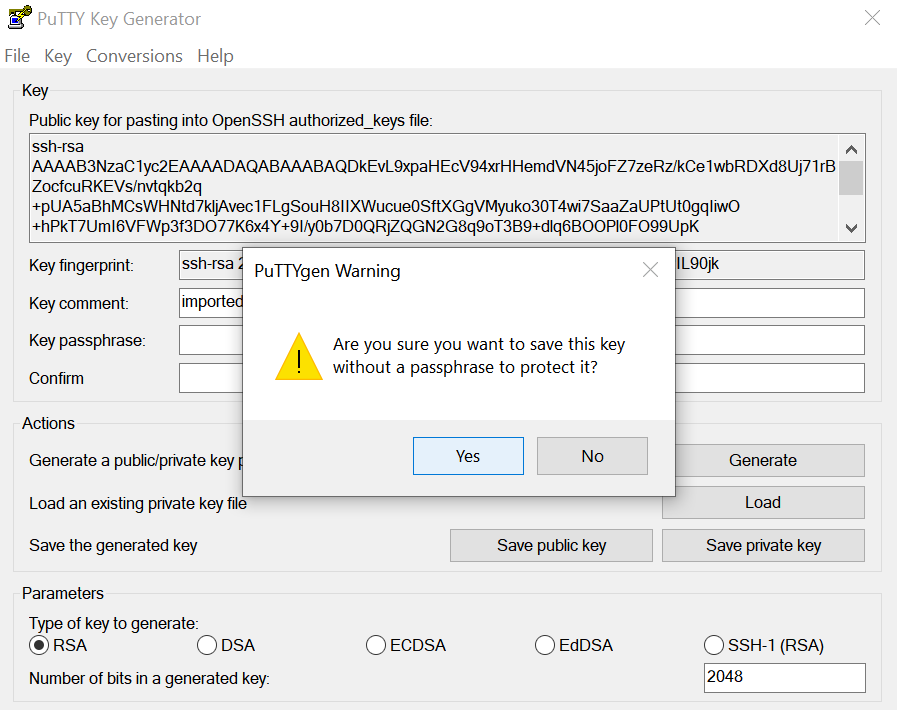 PuTTY Key Generator
File Key Conversions Help
Key
Public key for pasting into OpenSSH authorized_keys file:
ssh-rsa
AAAAB3NzaC1yc2EAAAADAQABAAABAQDkEvL9xpaHEcV94xrHHemdVN45joFZ7zeRz/kCe1wbRDXd8Uj71rB
ZocfcuRKEVs/nvtqkb2q
+pUA5aBhMCsWHNtd7kljAvec1FLgSouH8IIXWucue0SftXGgVMyuko30T4wi7SaaZaUPtUt0gqIiwO
+hPkT7UmI6VFWp3f3DO77K6x4Y+9I/y0b7D0QRjZQGN2G8q9oT3B9+dlq6BOOPl0FO99UpK
Key fingerprint: ssh-rsa 2 IL90jk
Key comment: imported
Key passphrase:
Confirm
PuTTYgen Warning
Are you sure you want to save this key
without a passphrase to protect it?
Yes No
Actions
Generate a public/private key p Generate
Load an existing private key file Load
Save the generated key Save public key Save private key
Parameters
Type of key to generate:
RSA DSA ECDSA EdDSA SSH-1 (RSA)
Number of bits in a generated key: 2048